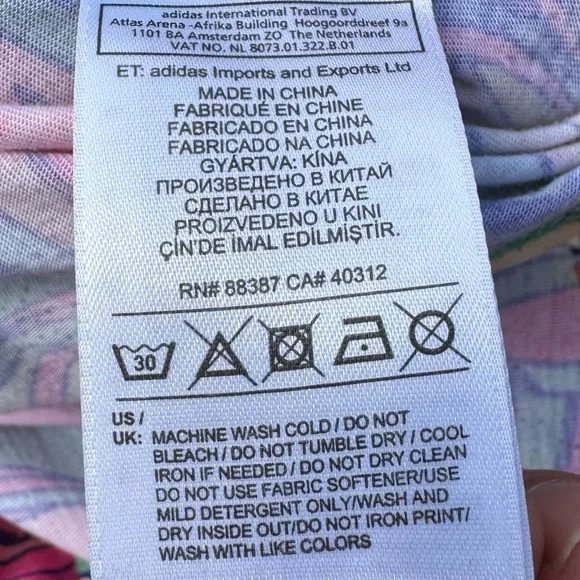 adidas International Trading BV
Atlas Arena -Afrika Building Hoogoorddreef 9a
1101 BA Amsterdam ZO The Netherlands
VAT NO. NL 8073.01.322.B.01
ET: adidas Imports and Exports Ltd
MADE IN CHINA
FABRIQUÉ EN CHINE
FABRICADO EN CHINA
FABRICADO NA CHINA
GYÁRTVA: KÍNA
ПРОИЗВЕДЕНО В КИТАЙ
СДЕЛАНО В КИТАЕ
PROIZVEDENO U KINI
ÇİN'DE İMAL EDİLMİŞTİR.
RN# 88387 CA# 40312
30
US /
UK: MACHINE WASH COLD / DO NOT
BLEACH / DO NOT TUMBLE DRY / COOL
IRON IF NEEDED / DO NOT DRY CLEAN
DO NOT USE FABRIC SOFTENER/USE
MILD DETERGENT ONLY/WASH AND
DRY INSIDE OUT/DO NOT IRON PRINT/
WASH WITH LIKE COLORS